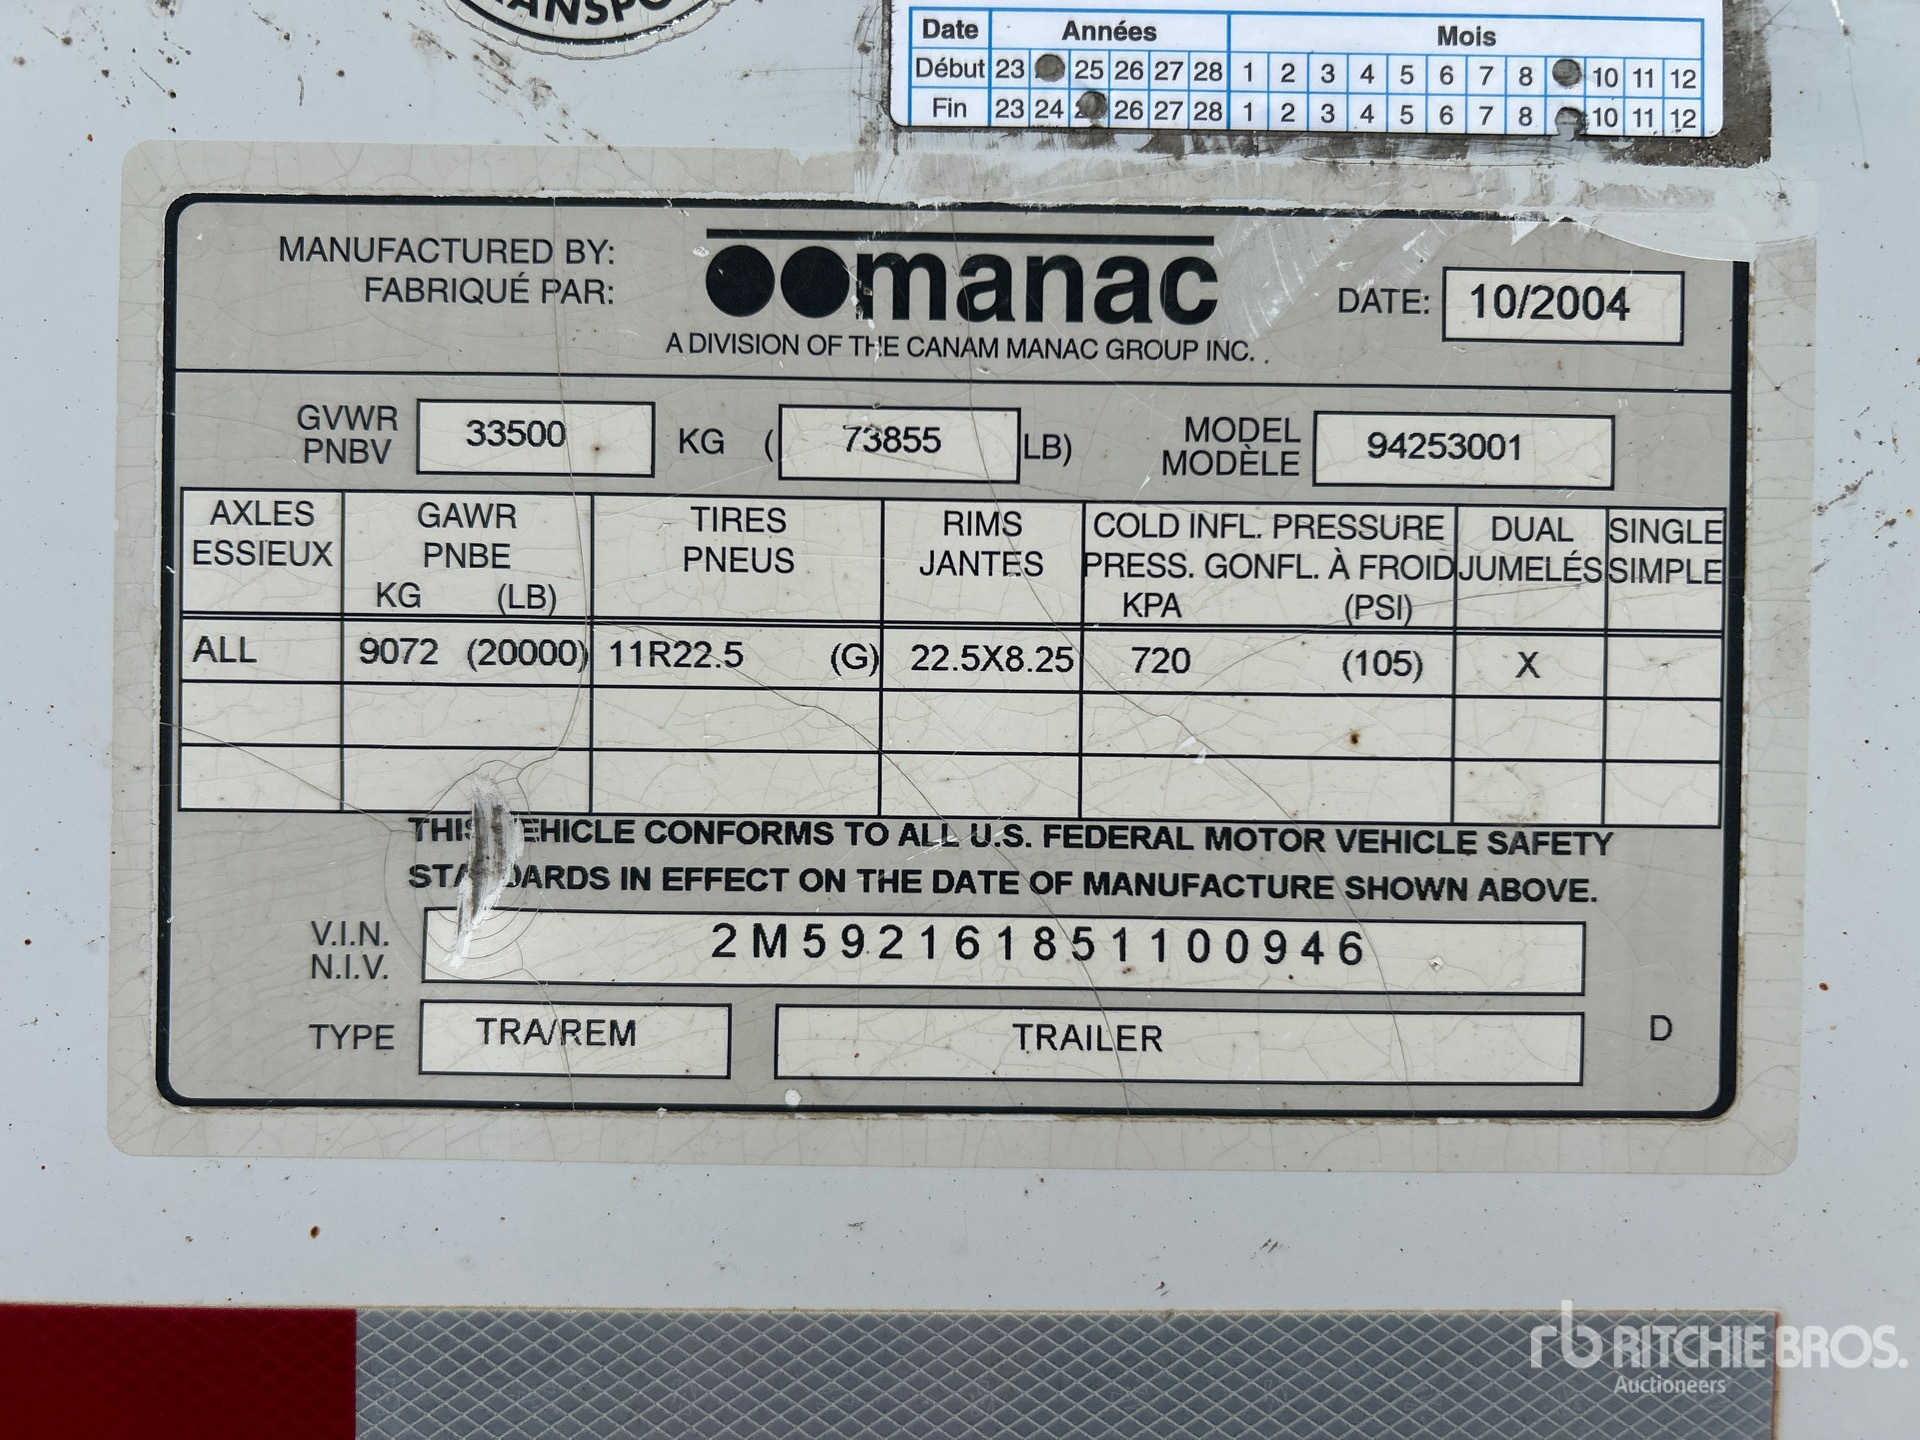 Date Années Mois
Début 23 25 26 27 28 1 2 3 4 5 6 7 8 10 11 12
Fin 23 24 26 27 28 1 2 3 4 5 6 7 8 10 11 12
MANUFACTURED BY:
FABRIQUÉ PAR:
manac
A DIVISION OF THE CANAM MANAC GROUP INC.
DATE: 10/2004
GVWR
PNBV
33500 KG ( 73855 LB)
MODEL
MODÈLE
94253001
AXLES
ESSIEUX
GAWR
PNBE
KG (LB)
TIRES
PNEUS
RIMS
JANTES
COLD INFL. PRESSURE
PRESS. GONFL. À FROID
KPA (PSI)
DUAL
JUMELÉS
SINGLE
SIMPLE
ALL 9072 (20000) 11R22.5 (G) 22.5X8.25 720 (105) X
THIS VEHICLE CONFORMS TO ALL U.S. FEDERAL MOTOR VEHICLE SAFETY
STANDARDS IN EFFECT ON THE DATE OF MANUFACTURE SHOWN ABOVE.
V.I.N.
N.I.V.
2M592161851100946
TYPE TRA/REM TRAILER D
rb RITCHIE BROS.
Auctioneers